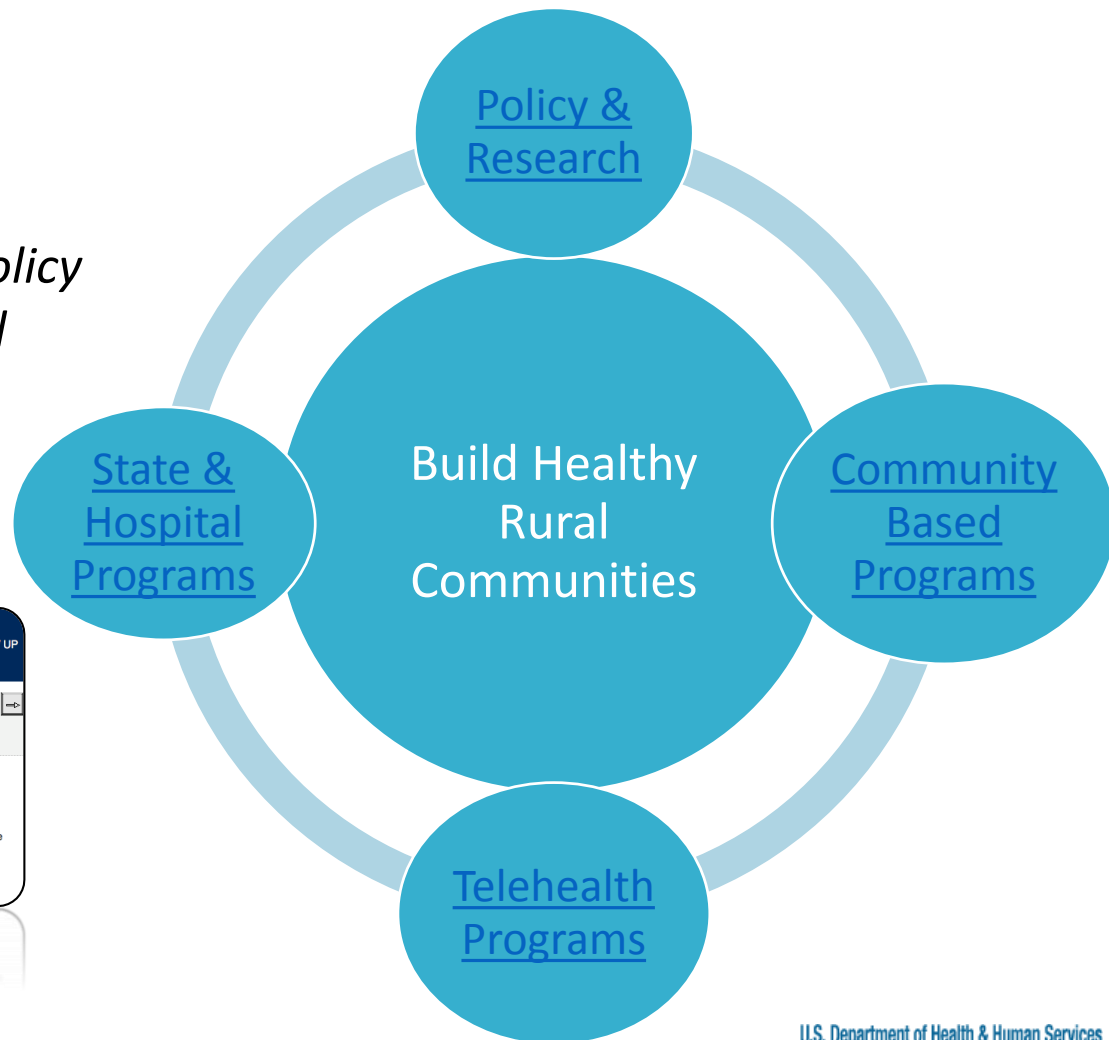 Policy &
Research
State &
Hospital
Programs
Build Healthy
Rural
Communities
Community
Based
Programs
UP
Telehealth
Programs
U.S. Department of Health & Human Services